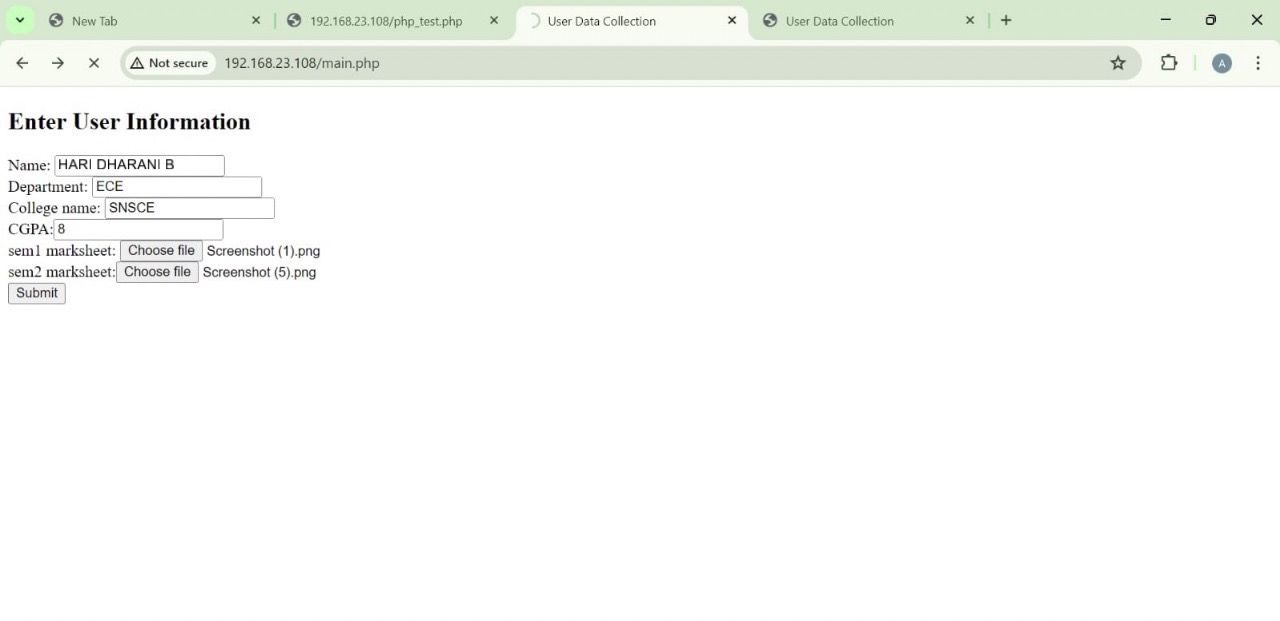 New Tab
192.168.23.108/php_test.php
User Data Collection
User Data Collection
Not secure
192.168.23.108/main.php
A
Enter User Information
Name: HARI DHARANI B
Department: ECE
College name: SNSCE
CGPA: 8
sem1 marksheet: Choose file Screenshot (1).png
sem2 marksheet: Choose file Screenshot (5).png
Submit